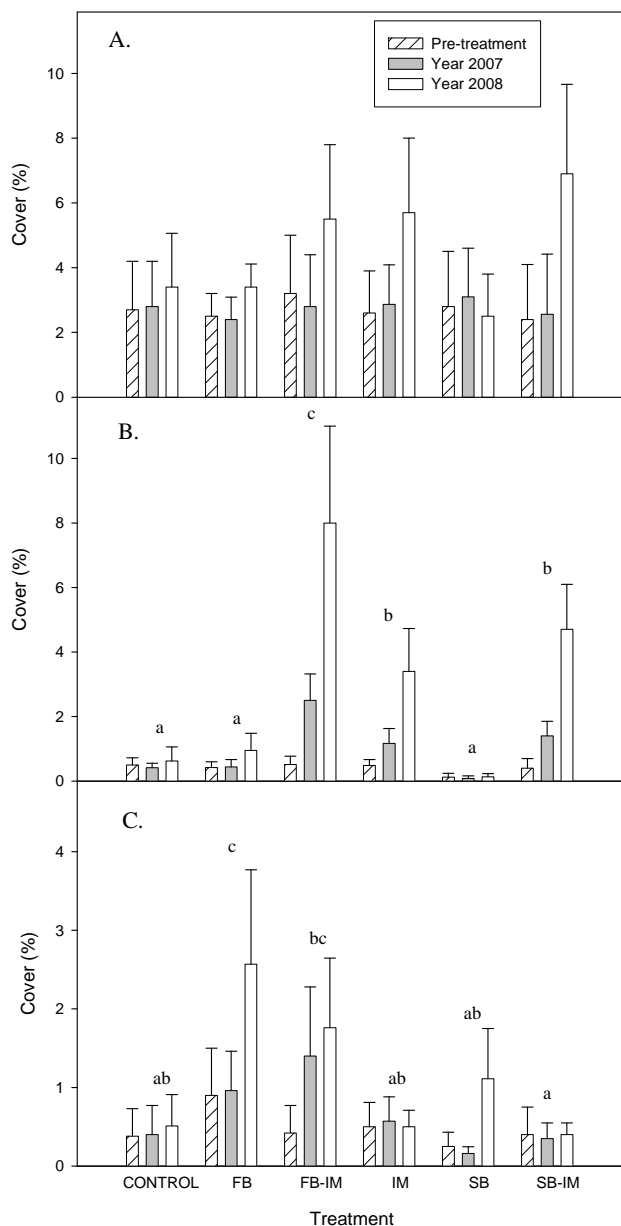 A.
Pre-treatment
Year 2007
Year 2008
10
8
6
4
2
0
Cover (%)
B.
c
b
b
a
a
a
10
8
6
4
2
0
Cover (%)
C.
c
bc
ab
ab
ab
a
4
3
2
1
0
Cover (%)
CONTROL FB FB-IM IM SB SB-IM
Treatment